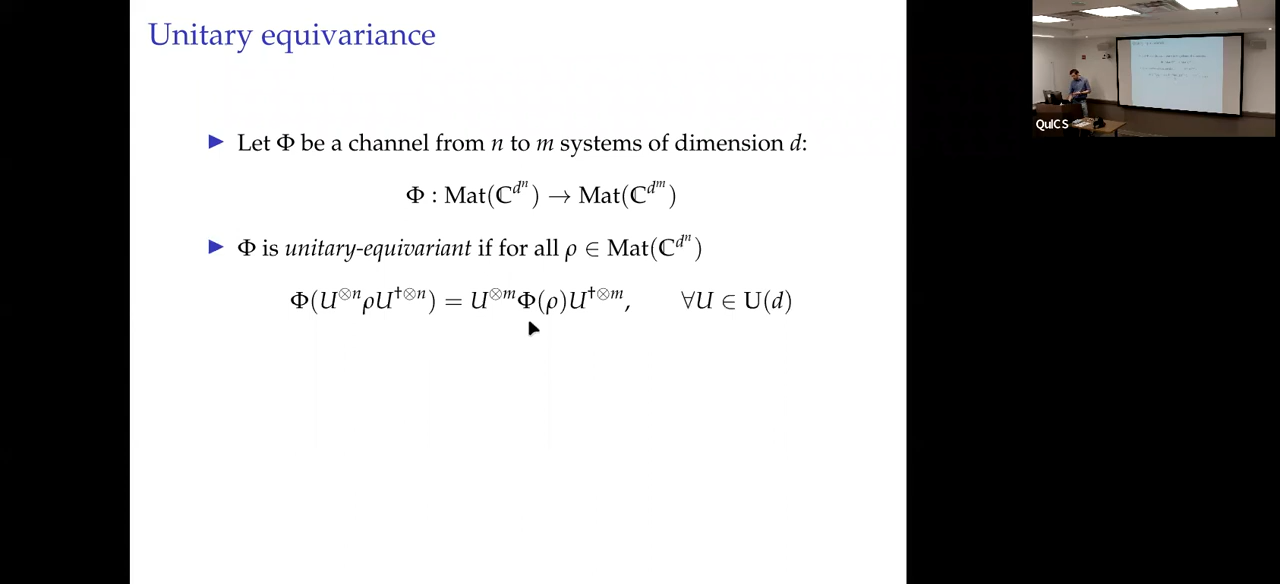 Unitary equivariance
▶ Let Φ be a channel from n to m systems of dimension d:
Φ : Mat(ℂ^{d^n}) → Mat(ℂ^{d^m})
▶ Φ is unitary-equivariant if for all ρ ∈ Mat(ℂ^{d^n})
Φ(U^{⊗n}ρU^{†⊗n}) = U^{⊗m}Φ(ρ)U^{†⊗m}, ∀U ∈ U(d)
QuICS